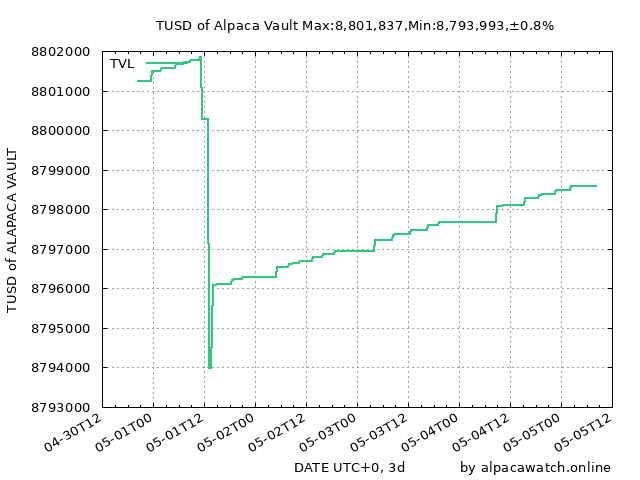 TUSD of Alpaca Vault Max:8,801,837,Min:8,793,993,±0.8%
TVL
8802000
8801000
8800000
8799000
8798000
8797000
8796000
8795000
8794000
8793000
TUSD of ALAPACA VAULT
04-30T12
05-01T00
05-01T12
05-02T00
05-02T12
05-03T00
05-03T12
05-04T00
05-04T12
05-05T00
05-05T12
DATE UTC+0, 3d
by alpacawatch.online